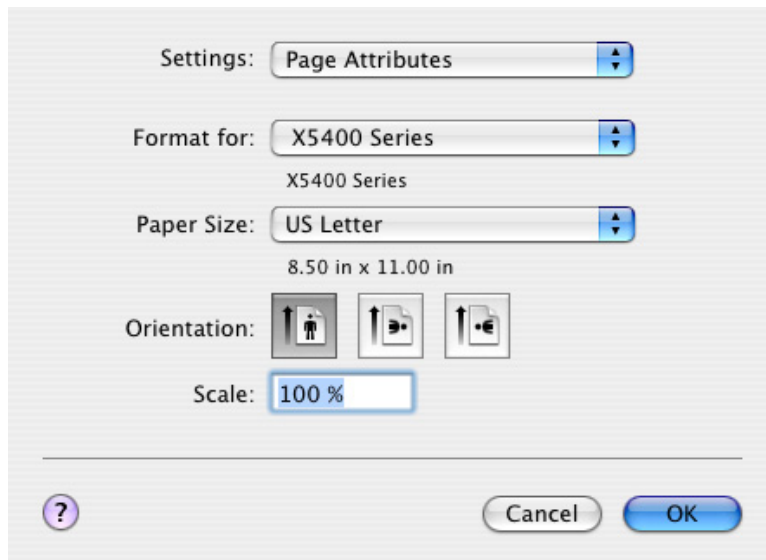 Settings: Page Attributes
Format for: X5400 Series
X5400 Series
Paper Size: US Letter
8.50 in x 11.00 in
Orientation:
Scale: 100 %
? Cancel OK